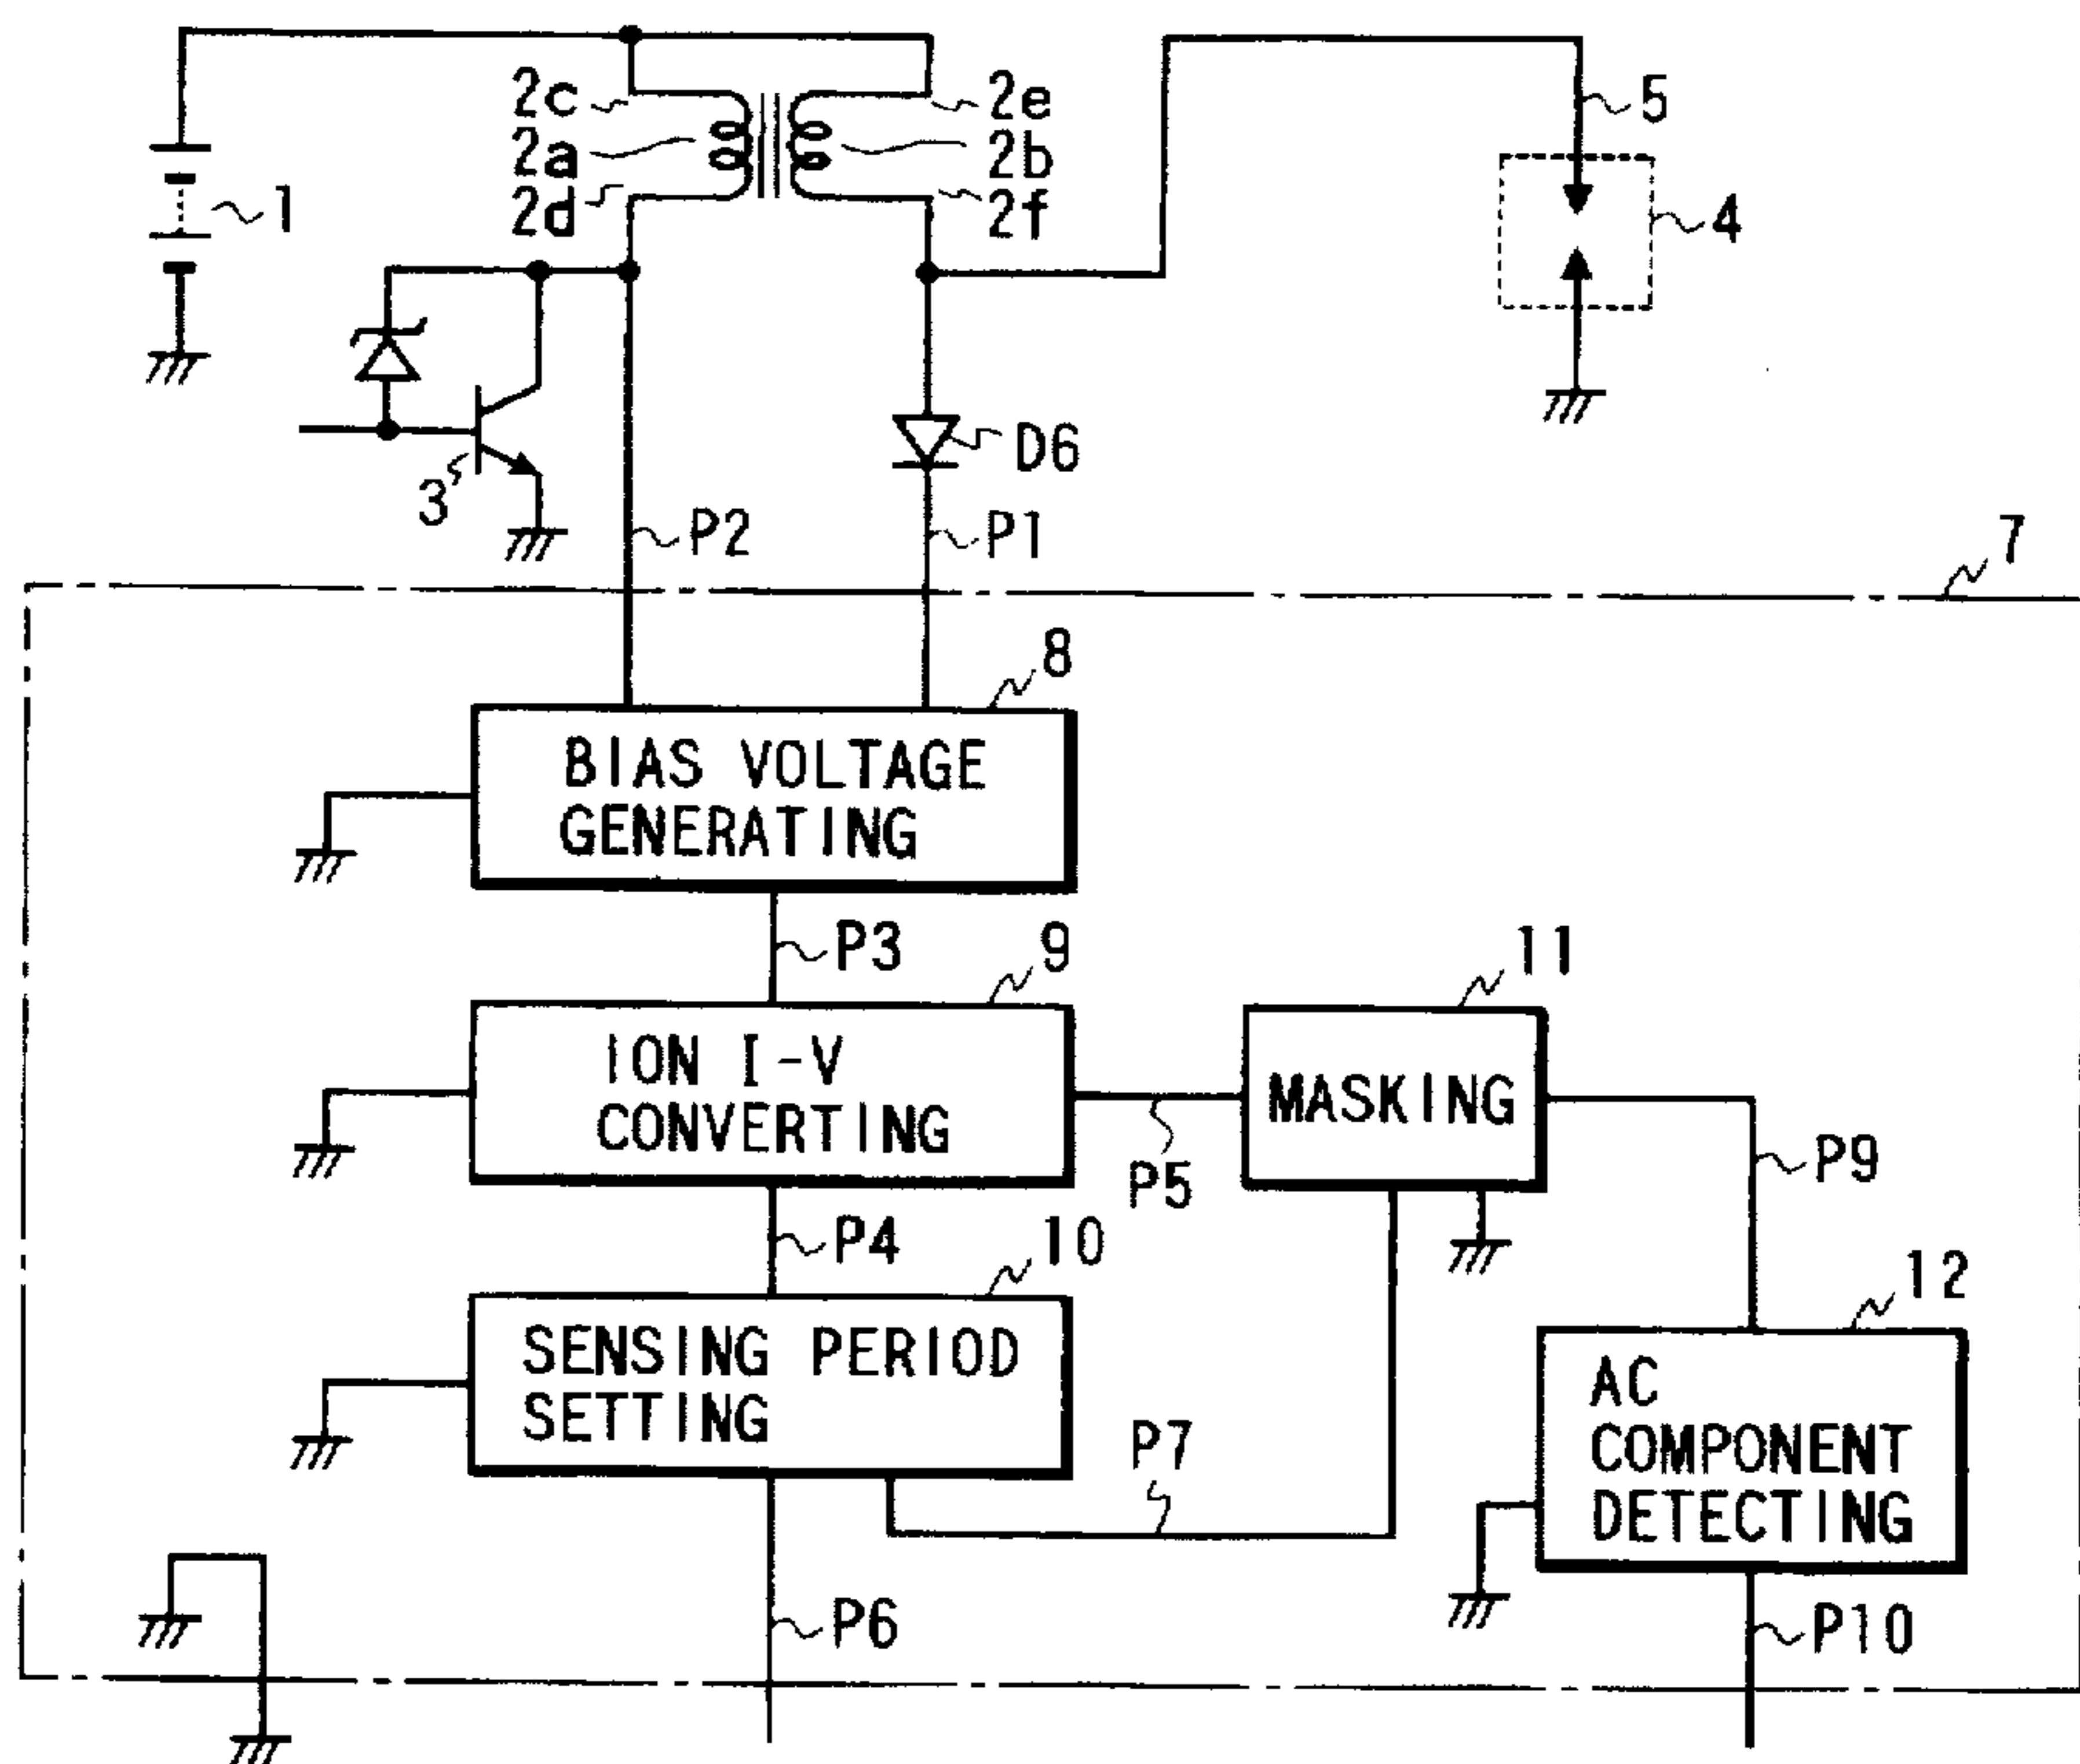 2c
2e
5
2a
2b
1
2d
2f
4
D6
3
P2
P1
7
8
BIAS VOLTAGE
GENERATING
P3
9
11
ION I-V
CONVERTING
MASKING
P5
P9
P4
10
12
SENSING PERIOD
SETTING
AC
COMPONENT
DETECTING
P7
P6
P10